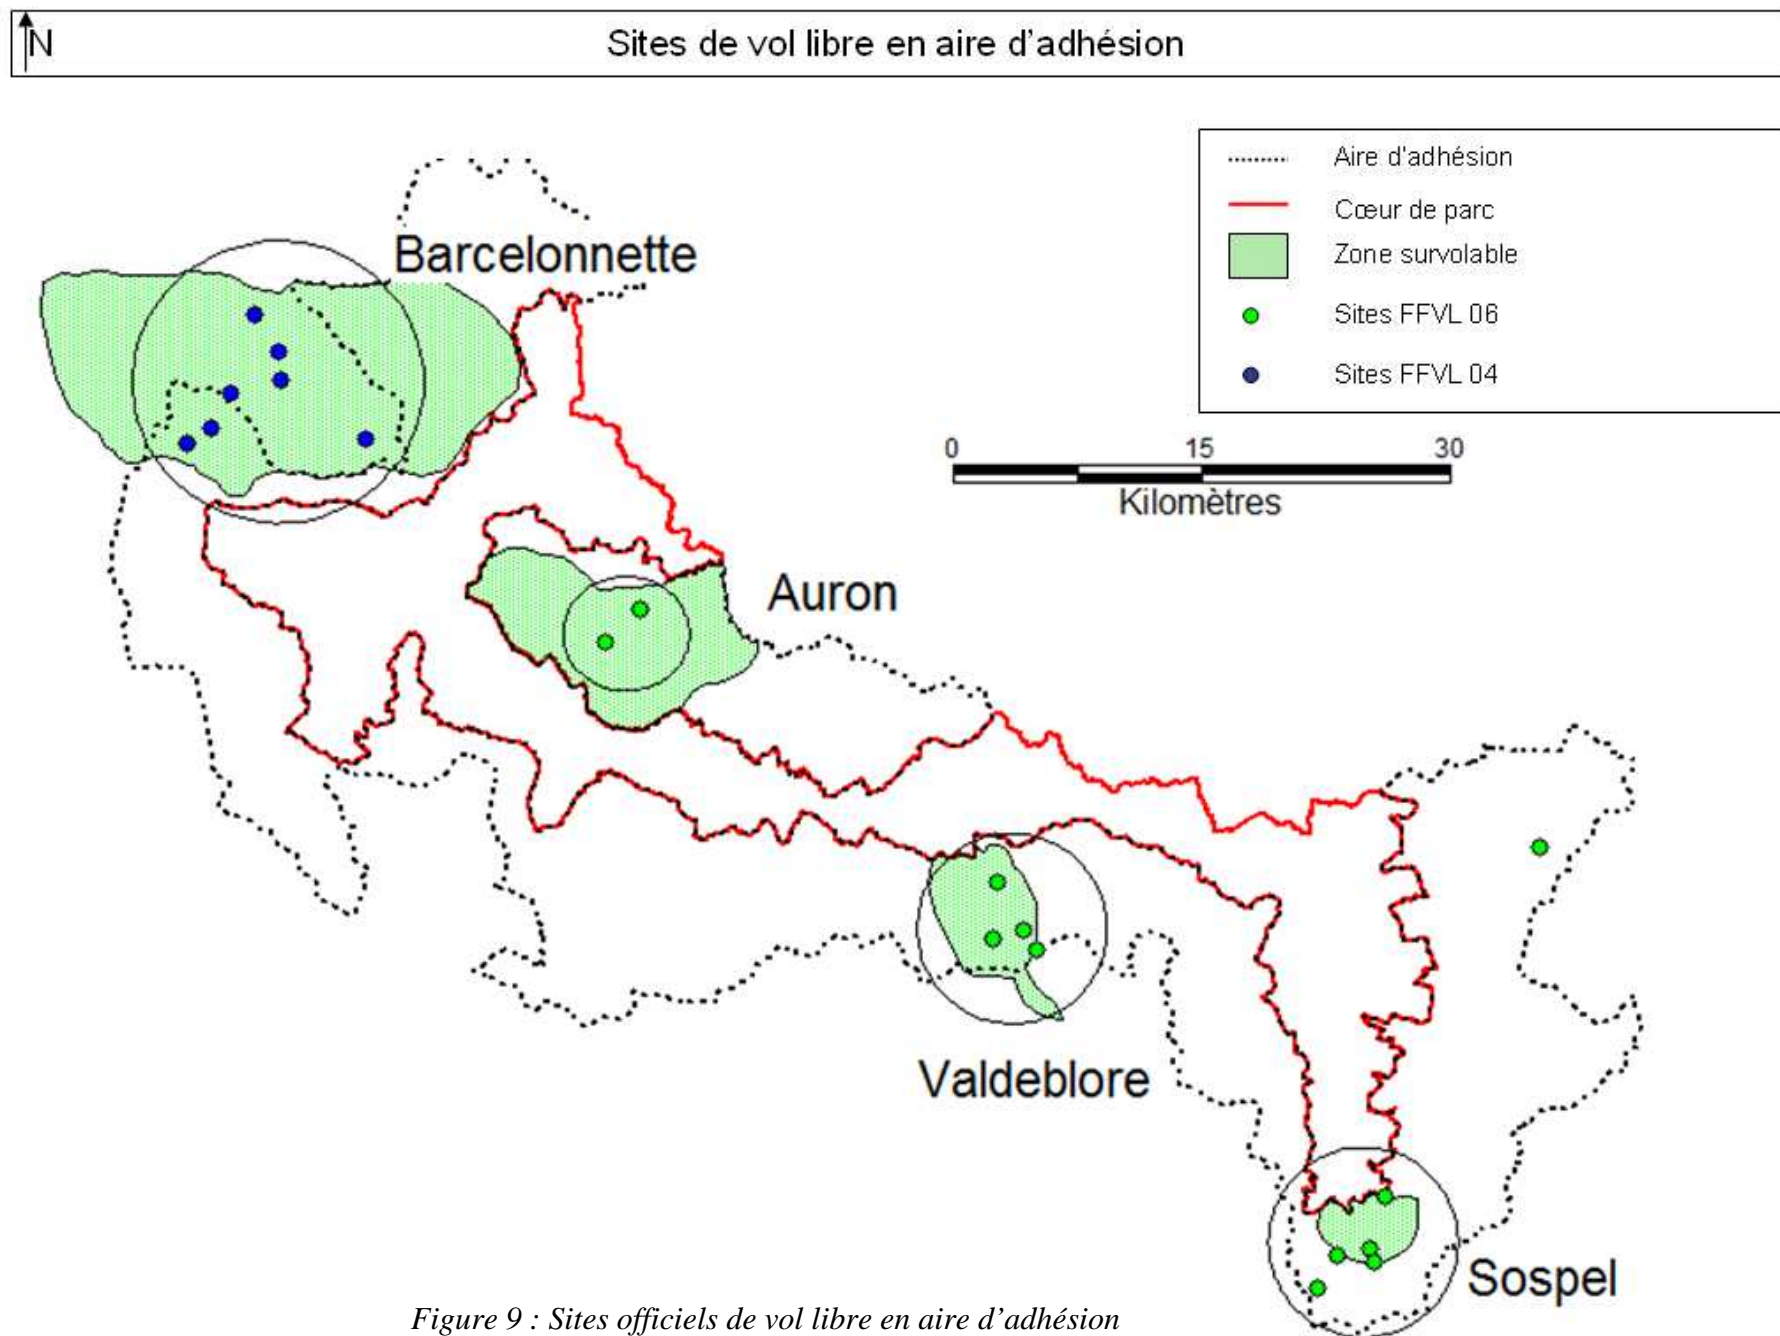 N
Sites de vol libre en aire d'adhésion
Aire d'adhésion
Cœur de parc
Zone survolable
Sites FFVL 06
Sites FFVL 04
Barcelonnette
0 15 30
Kilomètres
Auron
Valdeblore
Sospel
Figure 9 : Sites officiels de vol libre en aire d'adhésion